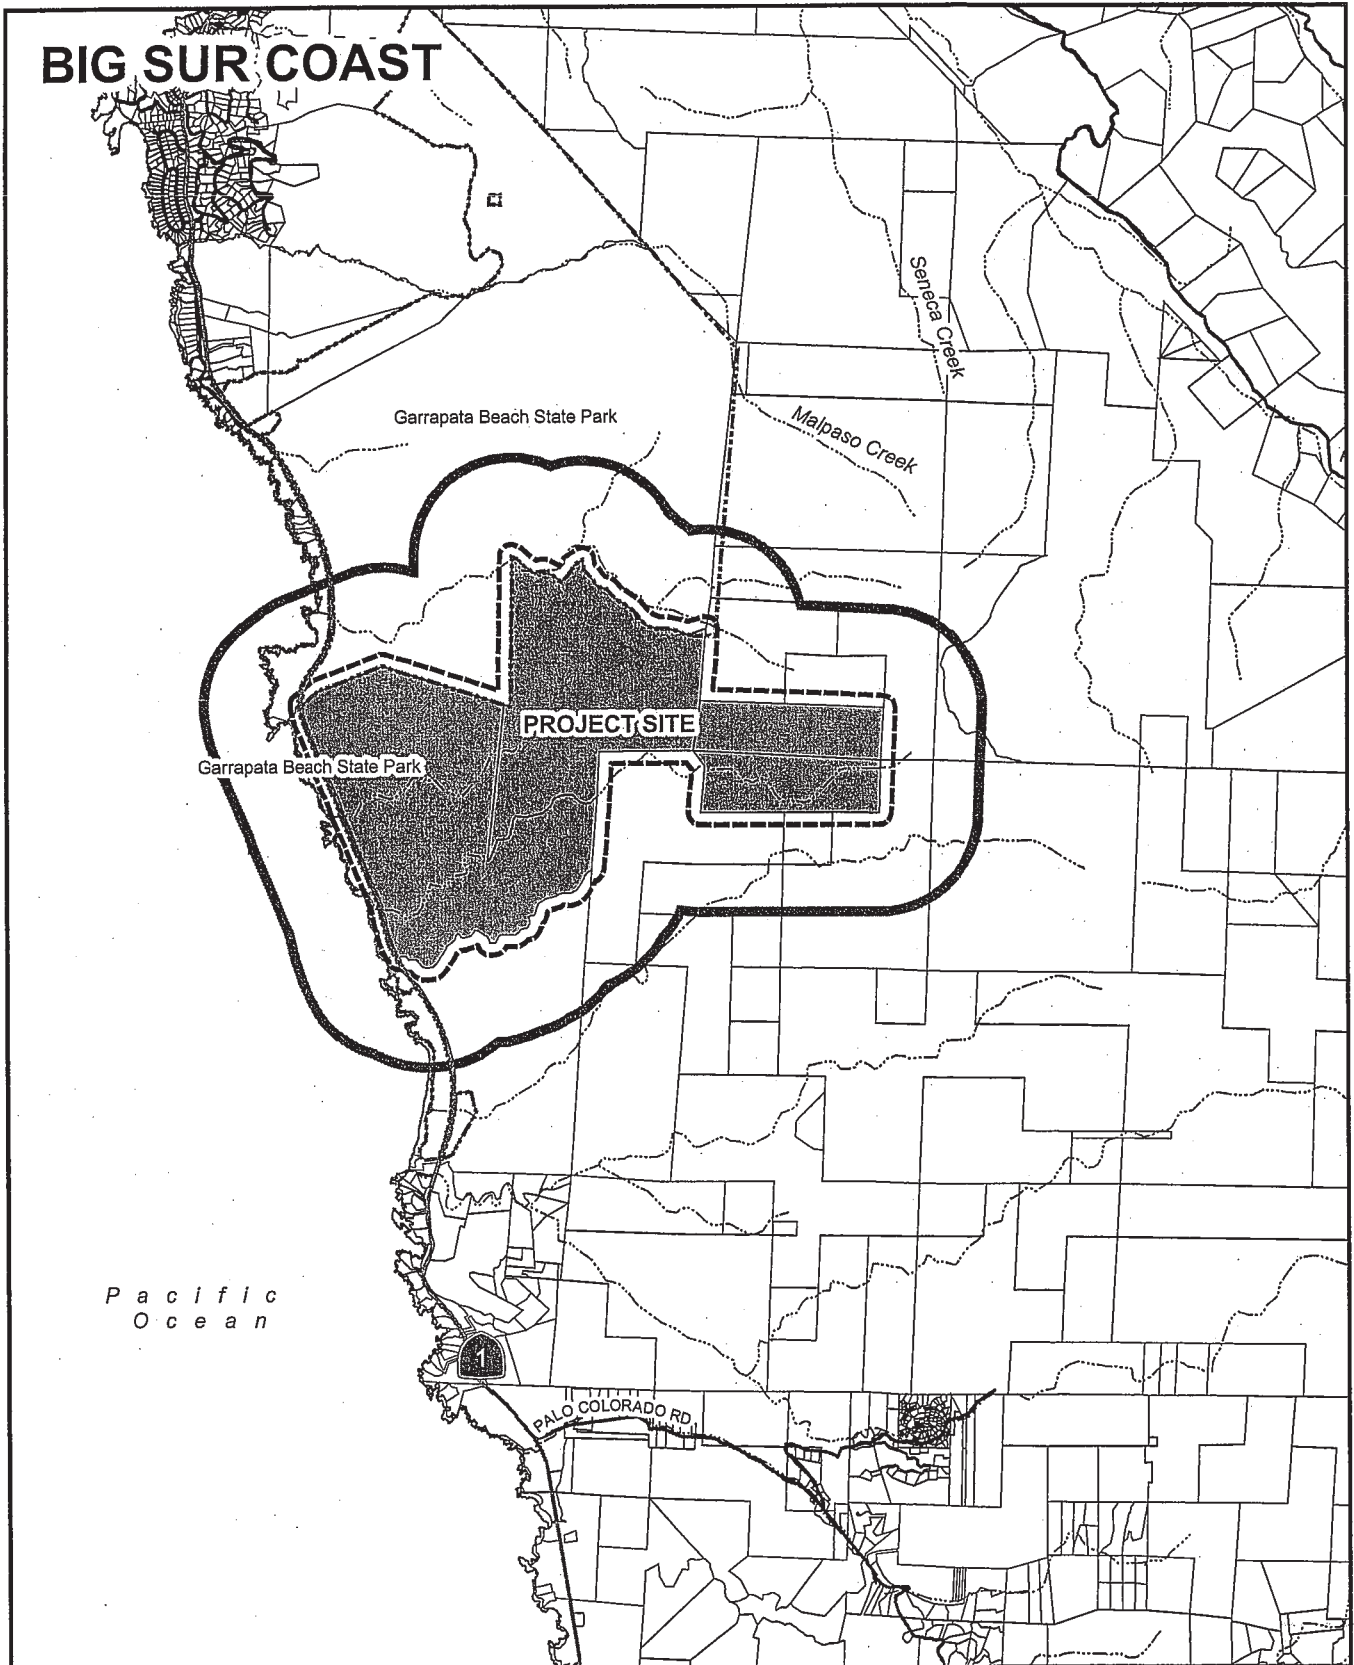 BIG SUR COAST
Seneca Creek
Garrapata Beach State Park
Malpaso Creek
PROJECT SITE
Garrapata Beach State Park
Pacific
Ocean
1
PALO COLORADO RD